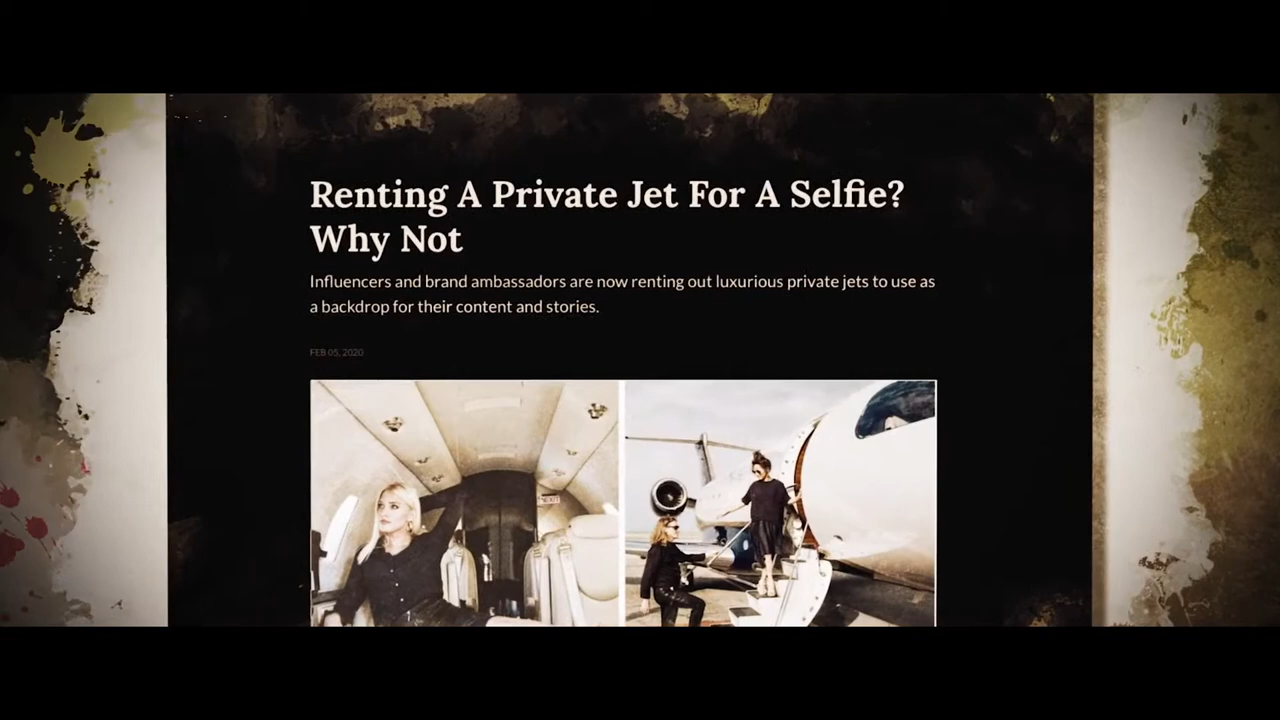 Renting A Private Jet For A Selfie?
Why Not
Influencers and brand ambassadors are now renting out luxurious private jets to use as
a backdrop for their content and stories.
FEB 05, 2020
EXIT